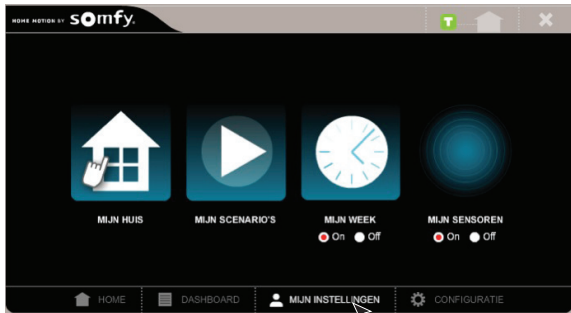 HOME MOTION BY somfy.
T
MIJN HUIS
MIJN SCENARIO'S
MIJN WEEK
MIJN SENSOREN
On Off
On Off
HOME
DASHBOARD
MIJN INSTELLINGEN
CONFIGURATIE